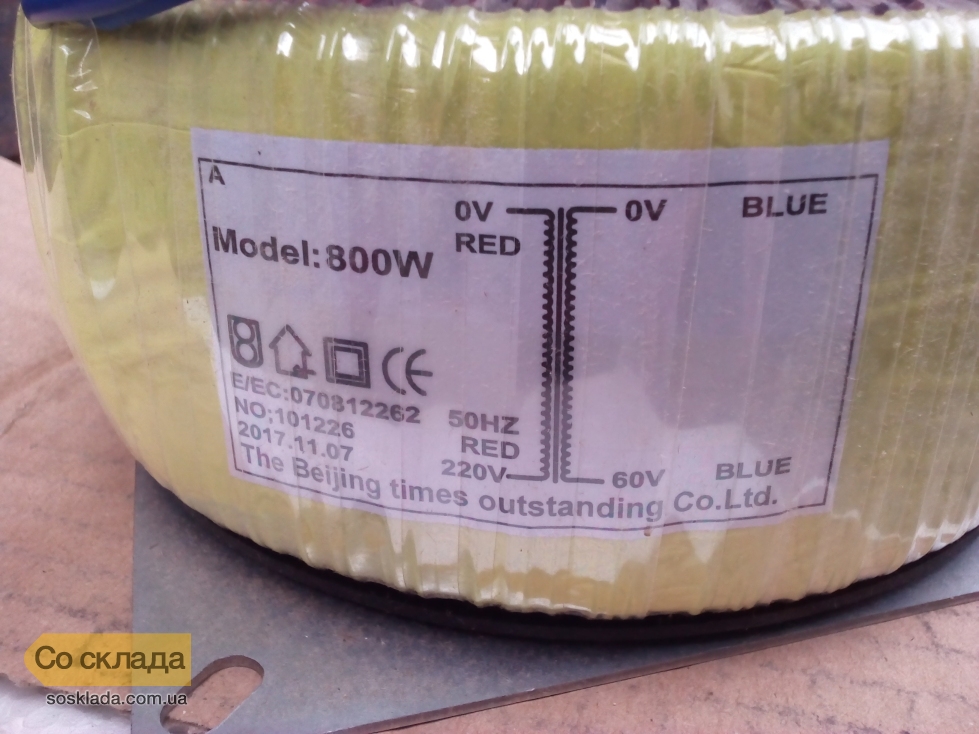 A
0V
0V
BLUE
RED
Model:800W
E/EC:070812262
NO;101226
2017.11.07
50HZ
RED
220V
60V
BLUE
The Beijing times outstanding Co.Ltd.
Со склада
sosklada.com.ua